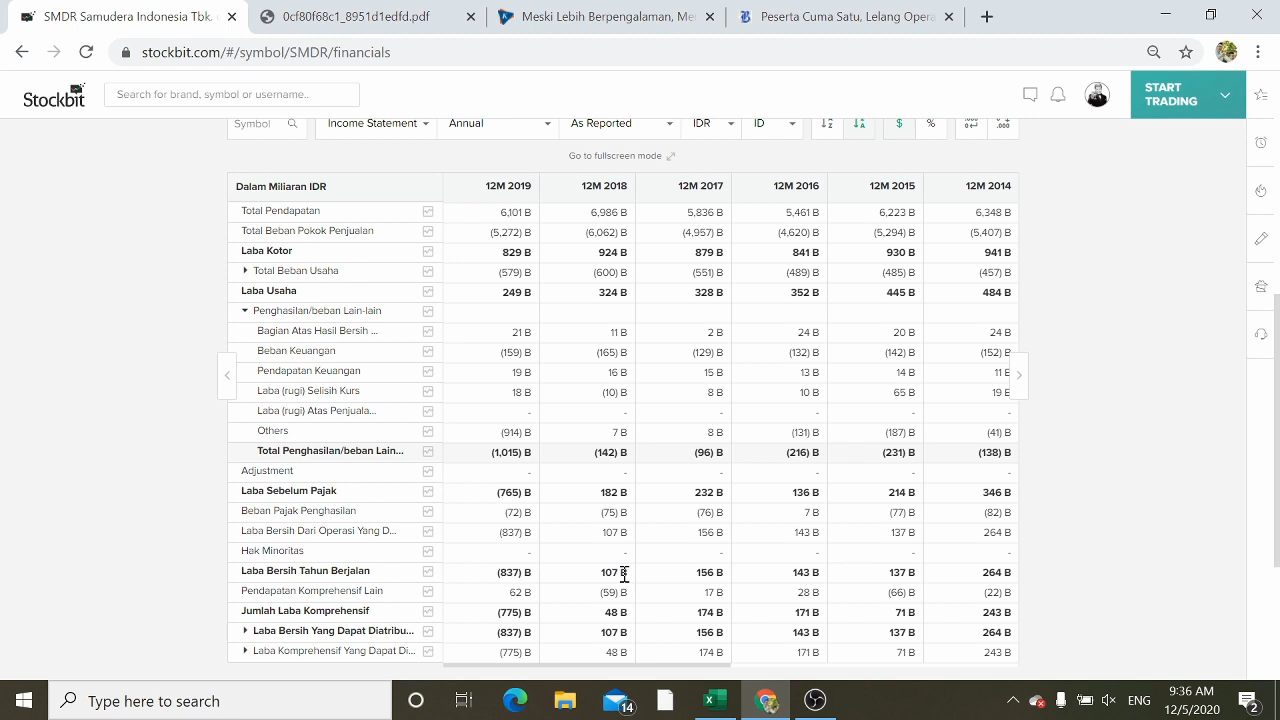 SMDR Samudera Indonesia Tbk.
0cf80f68c1_8951d1edfd.pdf
Meski Lebih Berpengalaman, Me
Peserta Cuma Satu, Lelang Opera
stockbit.com/#/symbol/SMDR/financials
Stockbit
Search for brand, symbol or username..
START TRADING
Symbol Income Statement Annual As Reported IDR ID $ %
Go to fullscreen mode
Dalam Miliaran IDR 12M 2019 12M 2018 12M 2017 12M 2016 12M 2015 12M 2014
Total Pendapatan 6,101 B 6,986 B 5,836 B 5,461 B 6,223 B 6,348 B
Total Beban Pokok Penjualan (5,272) B (6,062) B (4,957) B (4,620) B (5,294) B (5,407) B
Laba Kotor 829 B 924 B 879 B 841 B 930 B 941 B
Total Beban Usaha (579) B (600) B (551) B (489) B (485) B (457) B
Laba Usaha 249 B 324 B 328 B 352 B 445 B 484 B
Penghasilan/beban Lain-lain
Bagian Atas Hasil Bersih ... 21 B 11 B 2 B 24 B 20 B 24 B
Beban Keuangan (159) B (165) B (129) B (132) B (142) B (152) B
Pendapatan Keuangan 19 B 16 B 15 B 13 B 14 B 11 B
Laba (rugi) Selisih Kurs 18 B (10) B 8 B 10 B 65 B 19 B
Laba (rugi) Atas Penjuala... - - - - - -
Others (914) B 7 B 8 B (131) B (187) B (41) B
Total Penghasilan/beban Lain... (1,015) B (142) B (96) B (216) B (231) B (138) B
Adjustment - - - - - -
Laba Sebelum Pajak (765) B 182 B 232 B 136 B 214 B 346 B
Beban Pajak Penghasilan (72) B (75) B (76) B 7 B (77) B (82) B
Laba Bersih Dari Operasi Yang D... (837) B 107 B 156 B 143 B 137 B 264 B
Hak Minoritas - - - - - -
Laba Bersih Tahun Berjalan (837) B 107 B 156 B 143 B 137 B 264 B
Pendapatan Komprehensif Lain 62 B (59) B 17 B 28 B (66) B (22) B
Jumlah Laba Komprehensif (775) B 48 B 174 B 171 B 71 B 243 B
Laba Bersih Yang Dapat Diatribu... (837) B 107 B 156 B 143 B 137 B 264 B
Laba Komprehensif Yang Dapat Di... (775) B 48 B 174 B 171 B 71 B 243 B
Type here to search
14
ENG
9:36 AM
12/5/2020
2